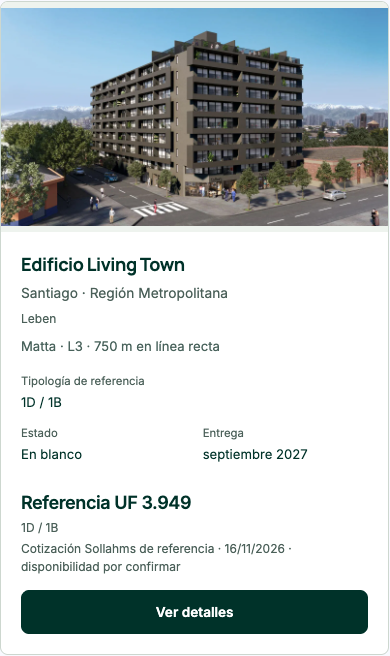 Edificio Living Town
Santiago · Región Metropolitana
Leben
Matta · L3 · 750 m en línea recta
Tipología de referencia
1D / 1B
Estado
Entrega
En blanco
septiembre 2027
Referencia UF 3.949
1D / 1B
Cotización Sollahms de referencia · 16/11/2026 ·
disponibilidad por confirmar
Ver detalles